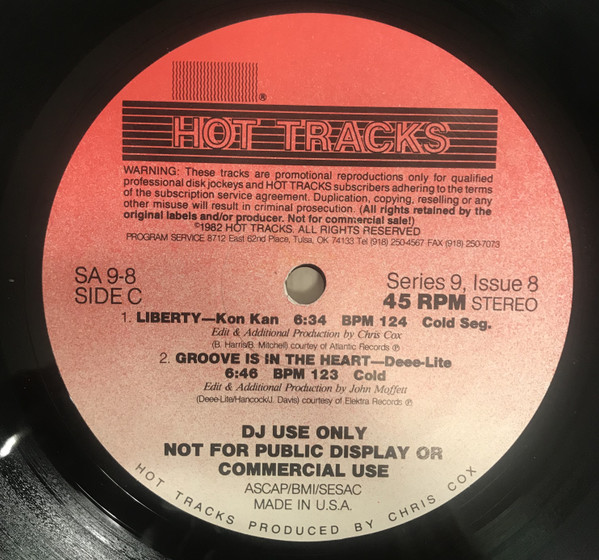 ®
HOT TRACKS
WARNING: These tracks are promotional reproductions only for qualified
professional disk jockeys and HOT TRACKS subscribers adhering to the terms
of the subscription service agreement. Duplication, copying, reselling or any
other misuse will result in criminal prosecution. (All rights retained by the
original labels and/or producer. Not for commercial sale!)
©1982 HOT TRACKS. ALL RIGHTS RESERVED
PROGRAM SERVICE 8712 East 62nd Place, Tulsa, OK 74133 Tel (918) 250-4567 FAX (918) 250-7073
SA 9-8 Series 9, Issue 8
SIDE C 45 RPM STEREO
1. LIBERTY—Kon Kan 6:34 BPM 124 Cold Seg.
Edit & Additional Production by Chris Cox
(B. Harris/B. Mitchell) courtey of Atlantic Records ℗
2. GROOVE IS IN THE HEART—Deee-Lite
6:46 BPM 123 Cold
Edit & Additional Production by John Moffett
(Deee-Lite/Hancock/J. Davis) courtesy of Elektra Records ℗
DJ USE ONLY
NOT FOR PUBLIC DISPLAY OR
COMMERCIAL USE
ASCAP/BMI/SESAC
MADE IN U.S.A.
HOT TRACKS PRODUCED BY CHRIS COX